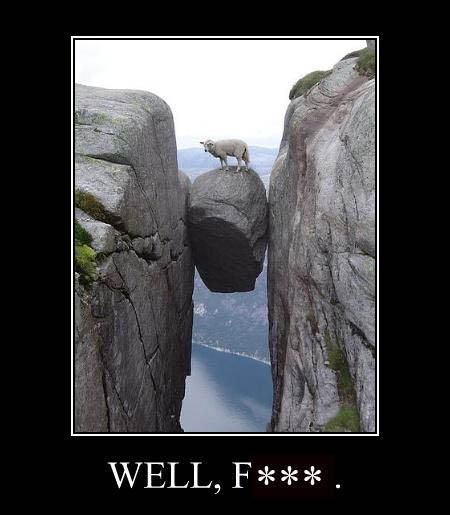 WELL, F*** .